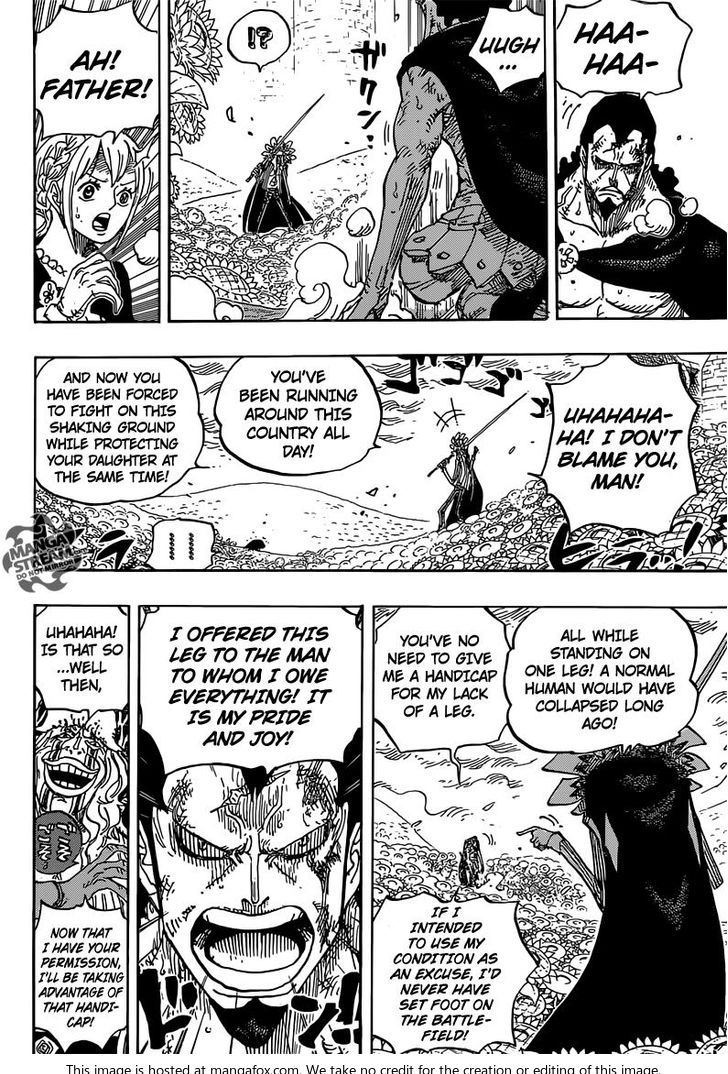 HAA-
HAA-
UUGH
...
!?
ザクン!
AH!
FATHER!
UHAHAHA-
HA! I DON'T
BLAME YOU,
MAN!
YOU'VE
BEEN RUNNING
AROUND THIS
COUNTRY ALL
DAY!
AND NOW YOU
HAVE BEEN FORCED
TO FIGHT ON THIS
SHAKING GROUND
WHILE PROTECTING
YOUR DAUGHTER AT
THE SAME TIME!
MANGA
STREAM
DO NOT MIRROR
ALL WHILE
STANDING ON
ONE LEG! A NORMAL
HUMAN WOULD HAVE
COLLAPSED LONG
AGO!
YOU'VE NO
NEED TO GIVE
ME A HANDICAP
FOR MY LACK
OF A LEG.
IF I
INTENDED
TO USE MY
CONDITION AS
AN EXCUSE, I'D
NEVER HAVE
SET FOOT ON
THE BATTLE-
FIELD!
I OFFERED THIS
LEG TO THE MAN
TO WHOM I OWE
EVERYTHING! IT
IS MY PRIDE
AND JOY!
UHAHAHA!
IS THAT SO
...WELL
THEN,
NOW THAT
I HAVE YOUR
PERMISSION,
I'LL BE TAKING
ADVANTAGE OF
THAT HANDI-
CAP!
This image is hosted at mangafox.com. We take no credit for the creation or editing of this image.